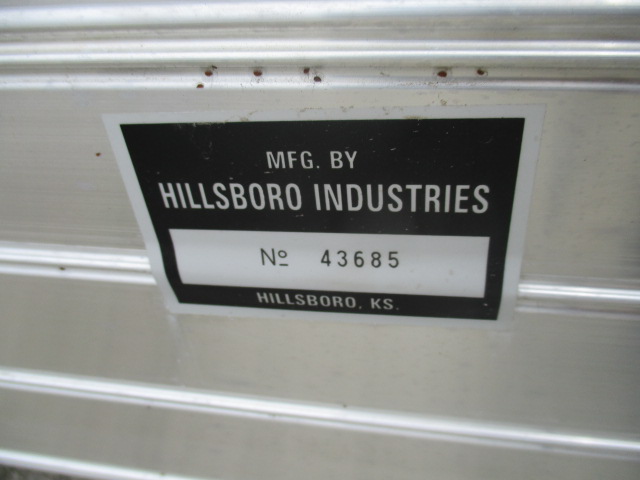 MFG. BY
HILLSBORO INDUSTRIES
Nº 43685
HILLSBORO, KS.